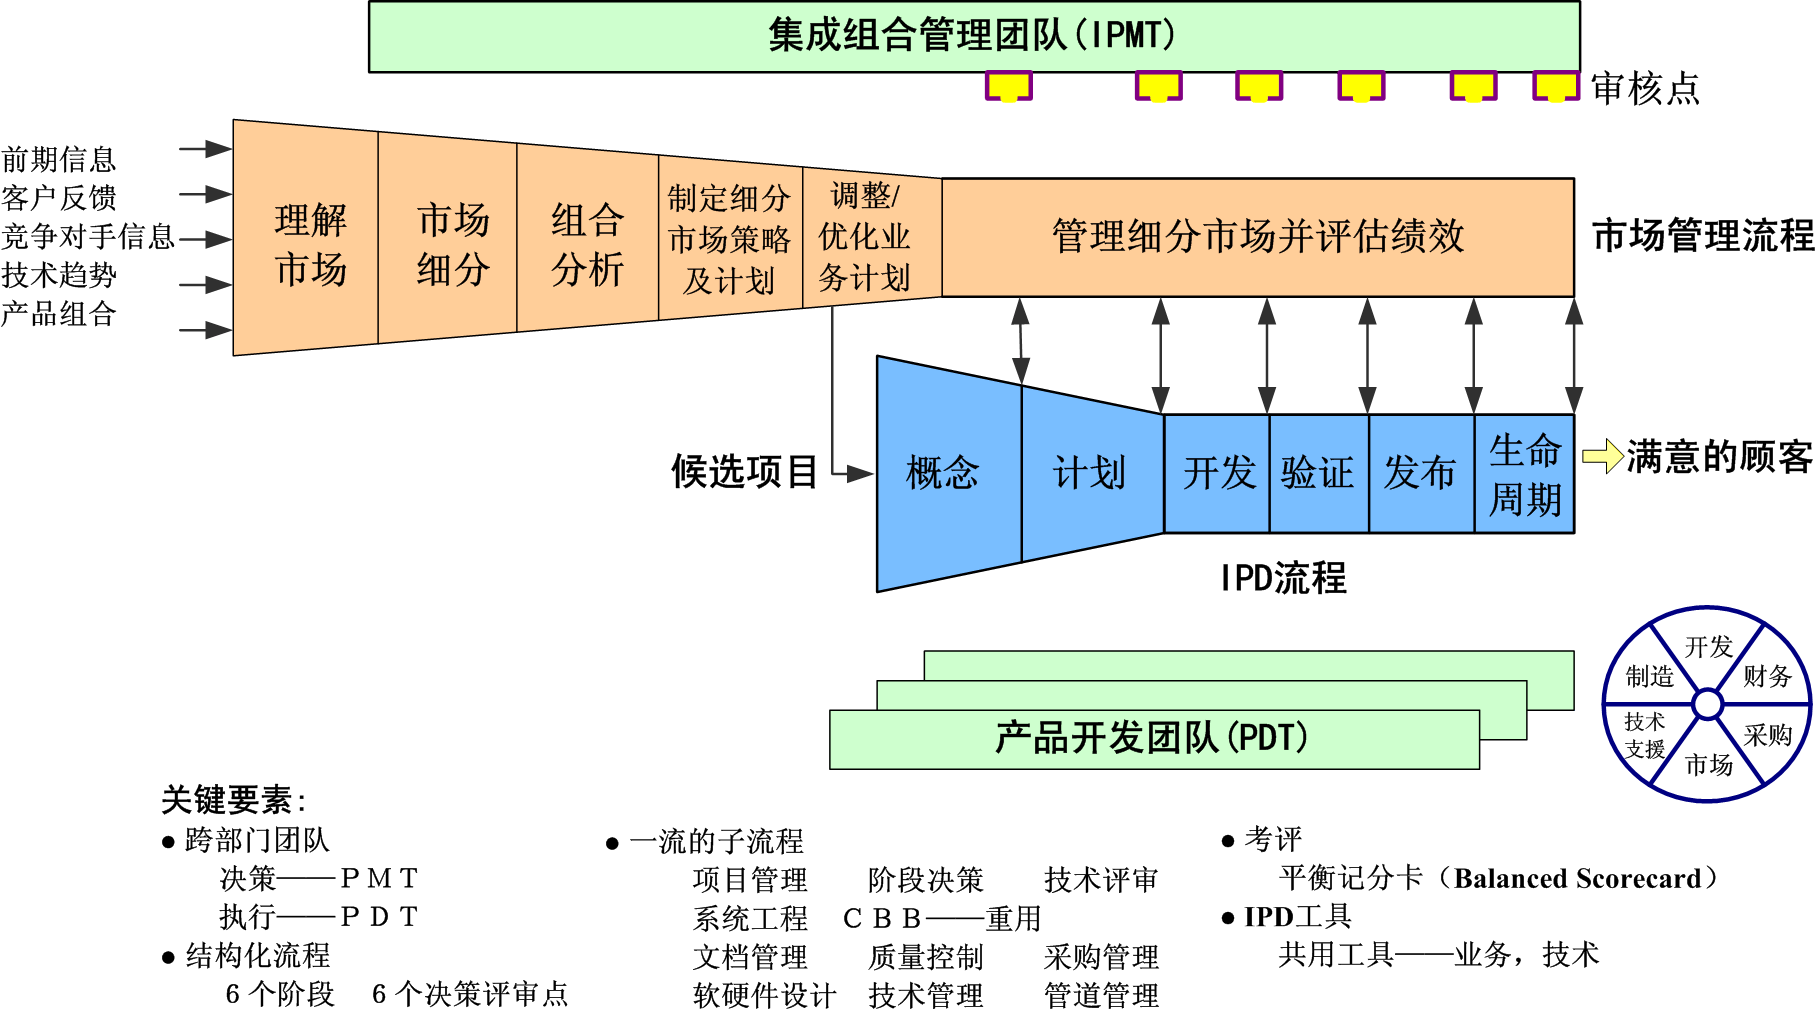 集成组合管理团队(IPMT)
审核点
前期信息
客户反馈
竞争对手信息
技术趋势
产品组合
理解
市场
市场
细分
组合
分析
制定细分
市场策略
及计划
调整/
优化业
务计划
管理细分市场并评估绩效
市场管理流程
候选项目
概念
计划
开发
验证
发布
生命
周期
满意的顾客
IPD流程
产品开发团队(PDT)
开发
财务
采购
市场
技术
支援
制造
关键要素:
● 跨部门团队
决策——ＰＭＴ
执行——ＰＤＴ
● 结构化流程
6个阶段 6个决策评审点
● 一流的子流程
项目管理 阶段决策 技术评审
系统工程 ＣＢＢ——重用
文档管理 质量控制 采购管理
软硬件设计 技术管理 管道管理
● 考评
平衡记分卡（Balanced Scorecard）
● IPD工具
共用工具——业务，技术